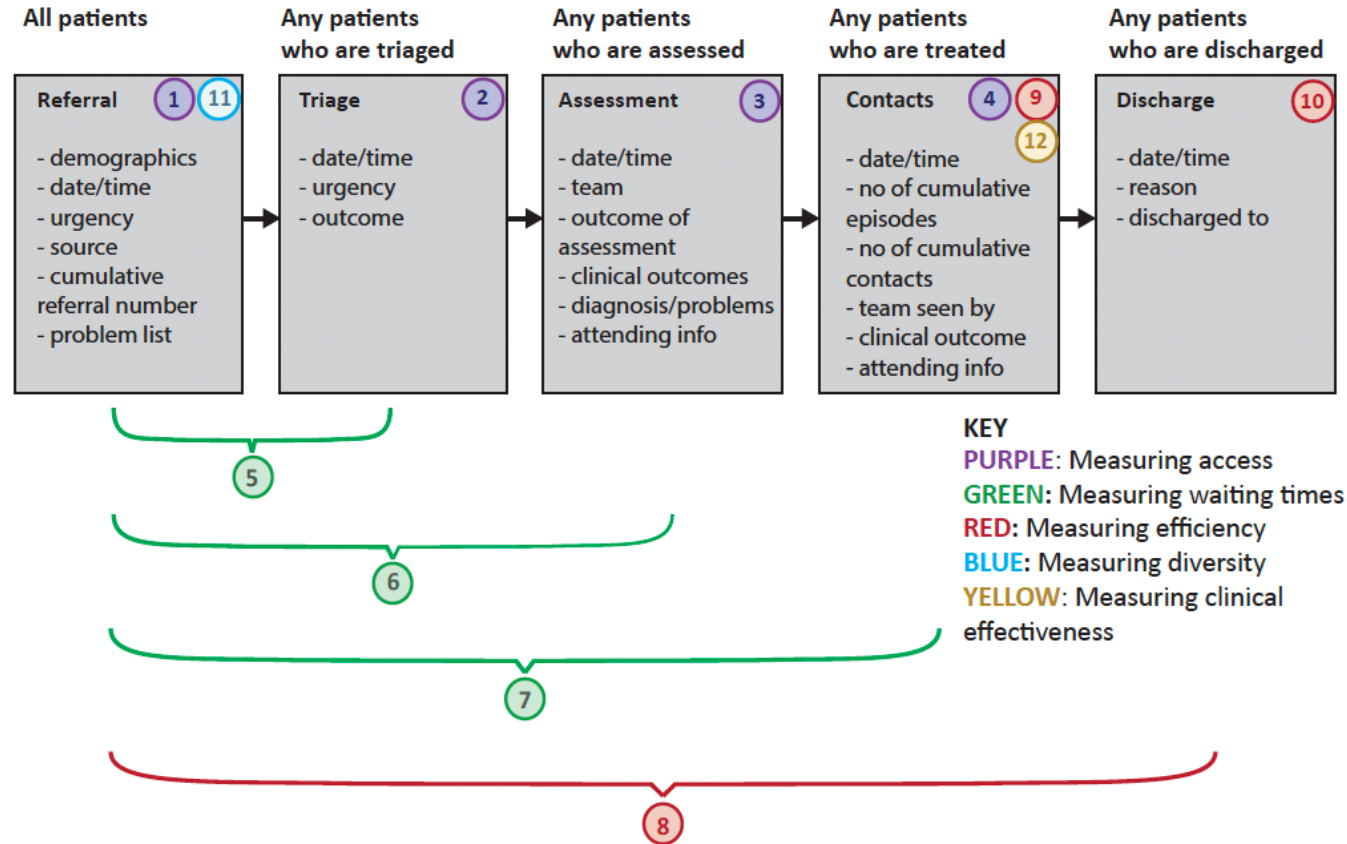 All patients
Any patients
who are triaged
Any patients
who are assessed
Any patients
who are treated
Any patients
who are discharged
Referral
1
11
- demographics
- date/time
- urgency
- source
- cumulative
referral number
- problem list
Triage
2
- date/time
- urgency
- outcome
Assessment
3
- date/time
- team
- outcome of
assessment
- clinical outcomes
- diagnosis/problems
- attending info
Contacts
4
9
12
- date/time
- no of cumulative
episodes
- no of cumulative
contacts
- team seen by
- clinical outcome
- attending info
Discharge
10
- date/time
- reason
- discharged to
5
6
7
8
KEY
PURPLE: Measuring access
GREEN: Measuring waiting times
RED: Measuring efficiency
BLUE: Measuring diversity
YELLOW: Measuring clinical
effectiveness